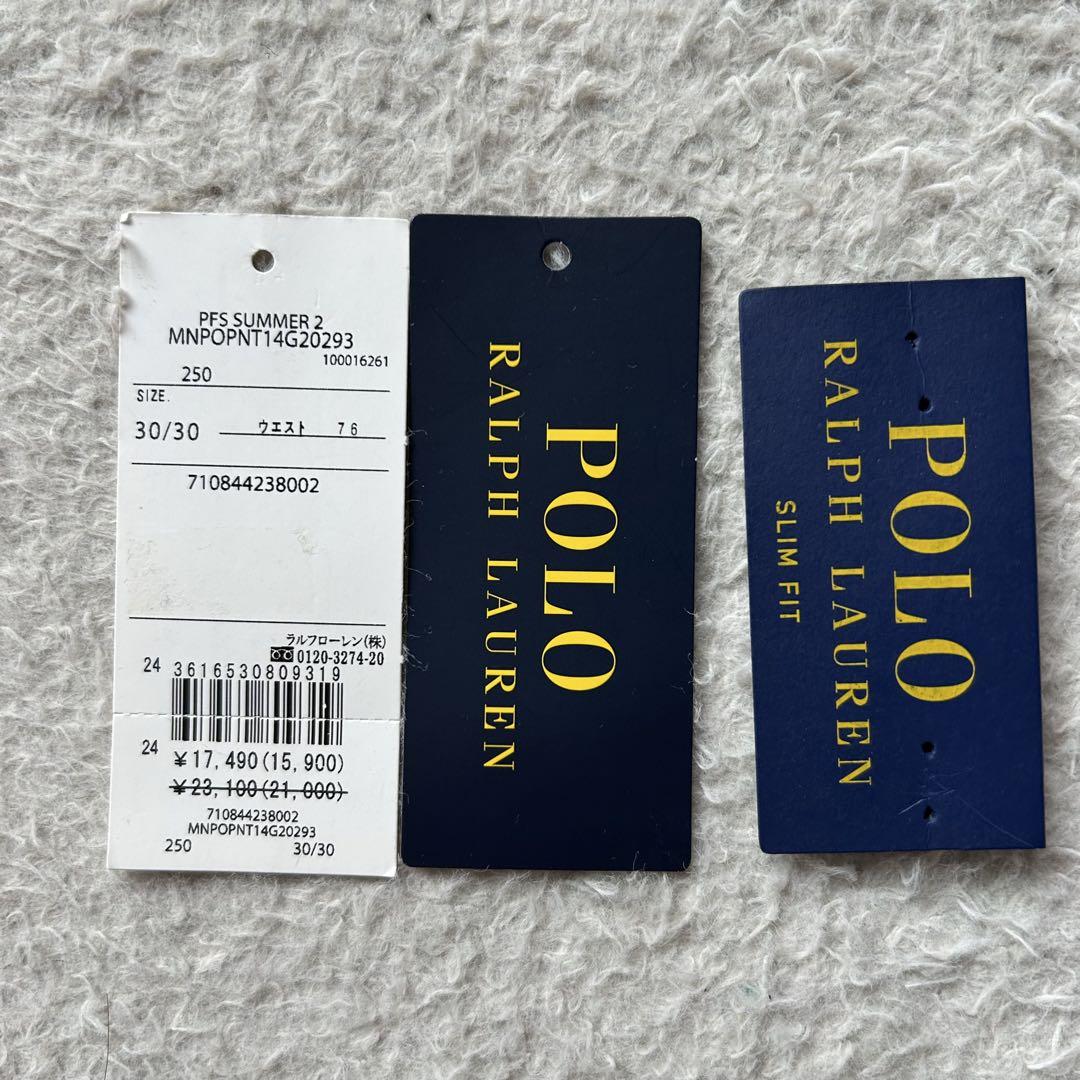 PFS SUMMER 2
MNPOPNT14G20293
100016261
250
SIZE.
30/30 ウエスト 76
710844238002
ラルフローレン(株)
0120-3274-20
24 3616530809319
24 ¥17,490(15,900)
¥23,100(21,000)
710844238002
MNPOPNT14G20293
250 30/30
POLO
RALPH LAUREN
POLO
RALPH LAUREN
SLIM FIT